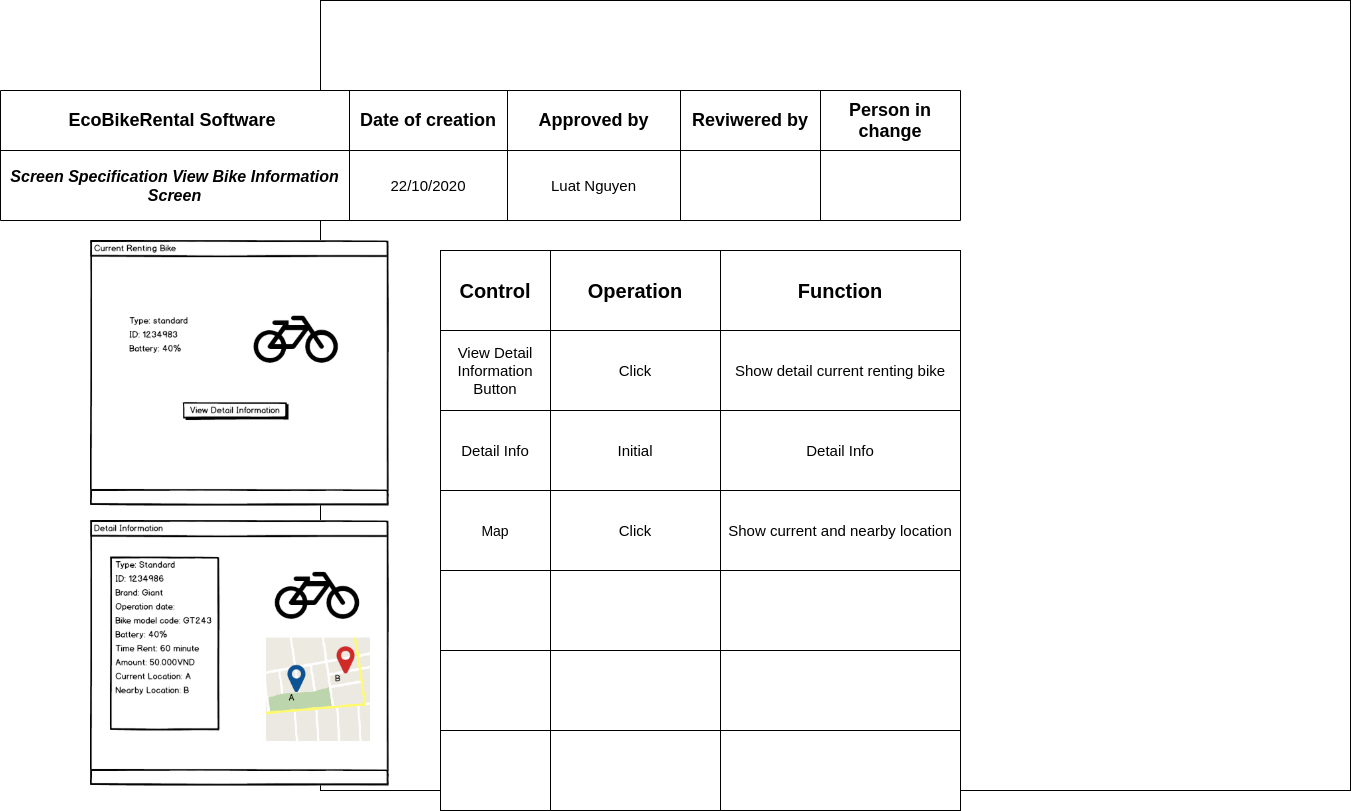 EcoBikeRental Software
Date of creation
Approved by
Reviwered by
Person in
change
Screen Specification View Bike Information
Screen
22/10/2020
Luat Nguyen
Current Renting Bike
Type: standard
ID: 1234983
Battery: 40%
View Detail Information
Detail Information
Type: Standard
ID: 1234986
Brand: Giant
Operation date:
Bike model code: GT243
Battery: 40%
Time Rent: 60 minute
Amount: 50.000VND
Current Location: A
Nearby Location: B
A
B
Control
Operation
Function
View Detail
Information
Button
Click
Show detail current renting bike
Detail Info
Initial
Detail Info
Map
Click
Show current and nearby location